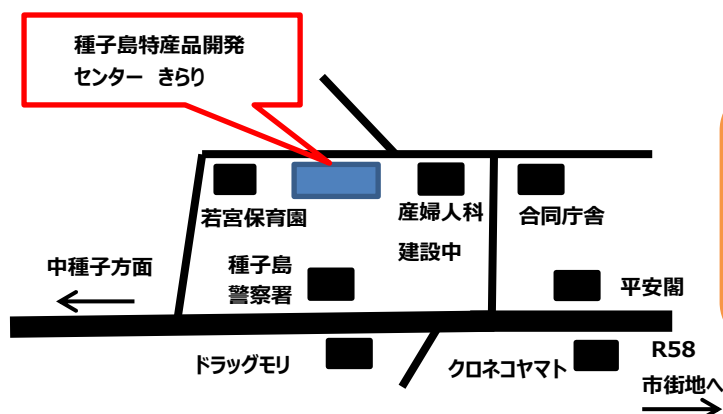 種子島特産品開発
センター きらり
若宮保育園
産婦人科
建設中
合同庁舎
中種子方面
種子島
警察署
平安閣
ドラッグモリ
クロネコヤマト
R58
市街地へ